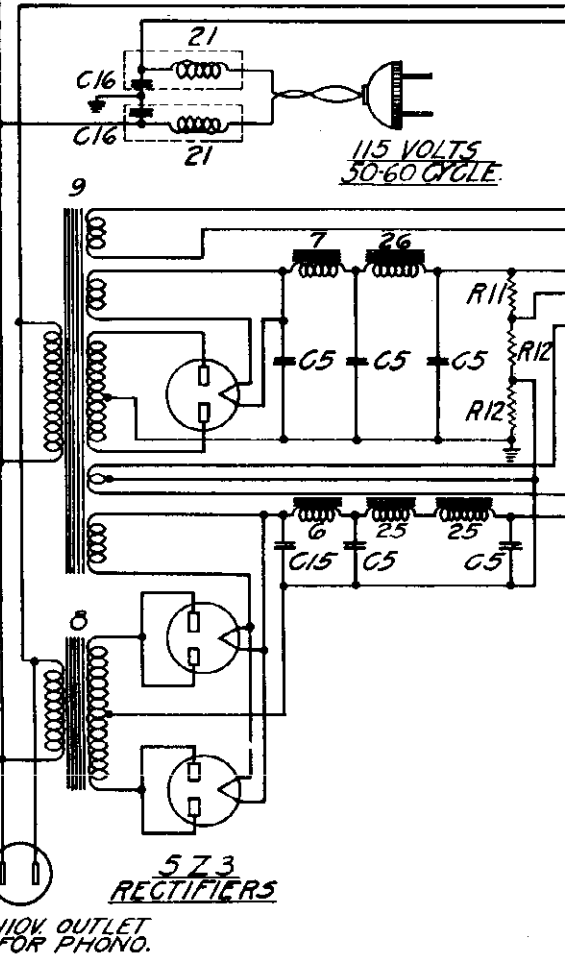 21
C16
C16
21
115 VOLTS
50-60 CYCLE.
9
7 26
R11
C5 C5 C5 R12
R12
6 25 25
C15 C5 C5
8
5Z3
RECTIFIERS
110V. OUTLET
FOR PHONO.